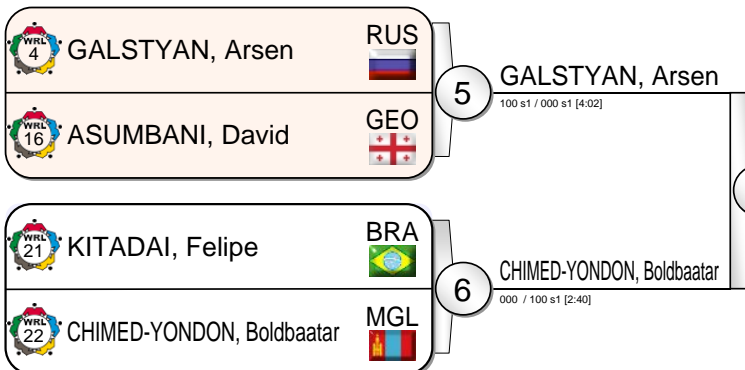 WRL 4 GALSTYAN, Arsen RUS
WRL 16 ASUMBANI, David GEO
5 GALSTYAN, Arsen
100 s1 / 000 s1 [4:02]
WRL 21 KITADAI, Felipe BRA
WRL 22 CHIMED-YONDON, Boldbaatar MGL
6 CHIMED-YONDON, Boldbaatar
000 / 100 s1 [2:40]